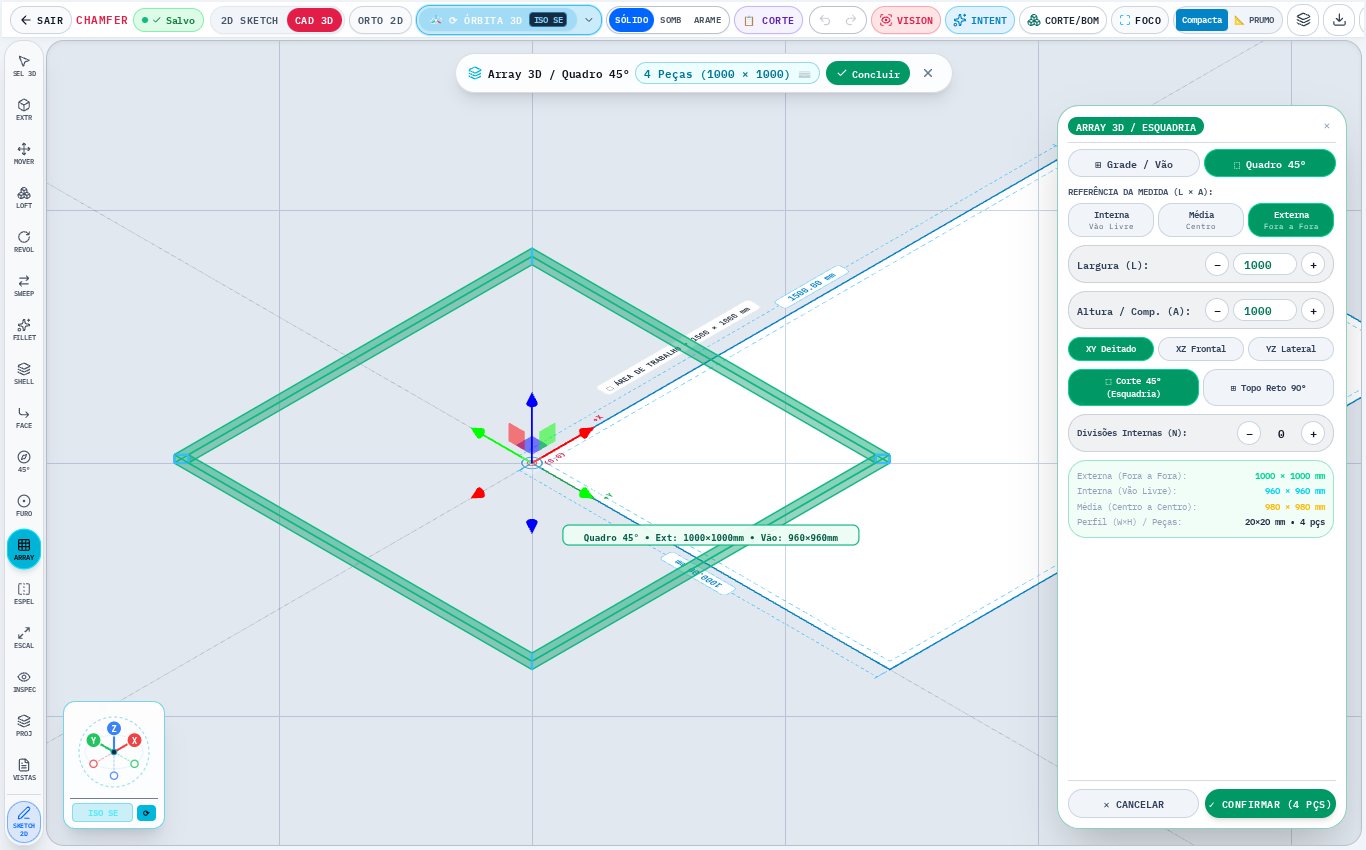 SAIR
CHAMFER
Salvo
2D SKETCH
CAD 3D
ORTO 2D
ÓRBITA 3D
ISO SE
SÓLIDO
SOMB
ARAME
CORTE
VISION
INTENT
CORTE/BOM
FOCO
Compacta
PRUMO
SEL 3D
EXTR
MOVER
LOFT
REVOL
SWEEP
FILLET
SHELL
FACE
45°
FURO
ARRAY
ESPEL
ESCAL
INSPEC
PROJ
VISTAS
SKETCH
2D
Array 3D / Quadro 45°
4 Peças (1000 × 1000)
Concluir
1500.00 mm
+X
(0,0)
+Y
Quadro 45° • Ext: 1000×1000mm • Vão: 960×960mm
1000.00 mm
Z
Y
X
ISO SE
ARRAY 3D / ESQUADRIA
×
Grade / Vão
Quadro 45°
REFERÊNCIA DA MEDIDA (L × A):
Interna
Vão Livre
Média
Centro
Externa
Fora a Fora
Largura (L):
−
1000
+
Altura / Comp. (A):
−
1000
+
XY Deitado
XZ Frontal
YZ Lateral
Corte 45°
(Esquadria)
Topo Reto 90°
Divisões Internas (N):
−
0
+
Externa (Fora a Fora): 1000 × 1000 mm
Interna (Vão Livre): 960 × 960 mm
Média (Centro a Centro): 980 × 980 mm
Perfil (W×H) / Peças: 20×20 mm • 4 pçs
× CANCELAR
✓ CONFIRMAR (4 PÇS)